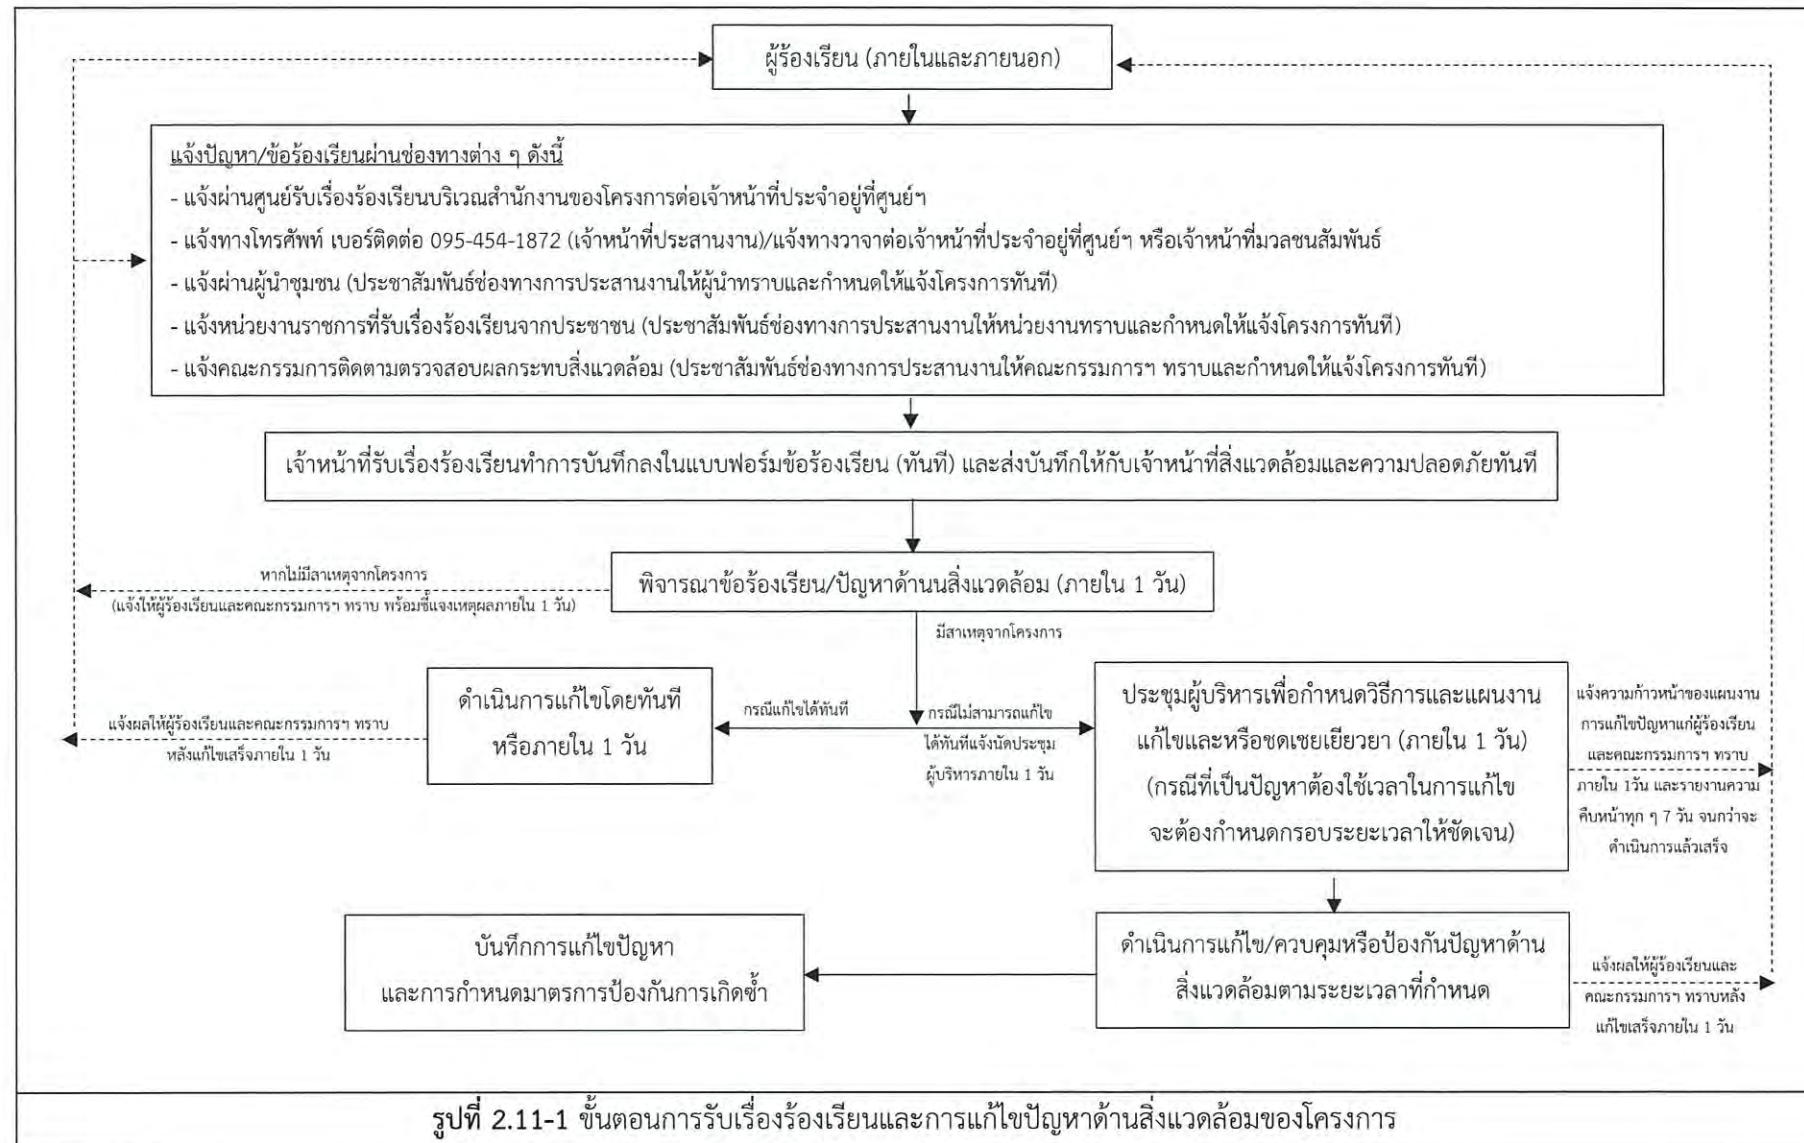 ผู้ร้องเรียน (ภายในและภายนอก)
แจ้งปัญหา/ข้อร้องเรียนผ่านช่องทางต่าง ๆ ดังนี้
- แจ้งผ่านศูนย์รับเรื่องร้องเรียนบริเวณสำนักงานของโครงการต่อเจ้าหน้าที่ประจำอยู่ที่ศูนย์ฯ
- แจ้งทางโทรศัพท์ เบอร์ติดต่อ 095-454-1872 (เจ้าหน้าที่ประสานงาน)/แจ้งทางวาจาต่อเจ้าหน้าที่ประจำอยู่ที่ศูนย์ฯ หรือเจ้าหน้าที่มวลชนสัมพันธ์
- แจ้งผ่านผู้นำชุมชน (ประชาสัมพันธ์ช่องทางการประสานงานให้ผู้นำทราบและกำหนดให้แจ้งโครงการทันที)
- แจ้งหน่วยงานราชการที่รับเรื่องร้องเรียนจากประชาชน (ประชาสัมพันธ์ช่องทางการประสานงานให้หน่วยงานทราบและกำหนดให้แจ้งโครงการทันที)
- แจ้งคณะกรรมการติดตามตรวจสอบผลกระทบสิ่งแวดล้อม (ประชาสัมพันธ์ช่องทางการประสานงานให้คณะกรรมการฯ ทราบและกำหนดให้แจ้งโครงการทันที)
เจ้าหน้าที่รับเรื่องร้องเรียนทำการบันทึกลงในแบบฟอร์มข้อร้องเรียน (ทันที) และส่งบันทึกให้กับเจ้าหน้าที่สิ่งแวดล้อมและความปลอดภัยทันที
หากไม่มีสาเหตุจากโครงการ
(แจ้งให้ผู้ร้องเรียนและคณะกรรมการฯ ทราบ พร้อมชี้แจงเหตุผลภายใน 1 วัน)
พิจารณาข้อร้องเรียน/ปัญหาด้านนสิ่งแวดล้อม (ภายใน 1 วัน)
มีสาเหตุจากโครงการ
แจ้งผลให้ผู้ร้องเรียนและคณะกรรมการฯ ทราบ
หลังแก้ไขเสร็จภายใน 1 วัน
ดำเนินการแก้ไขโดยทันที
หรือภายใน 1 วัน
กรณีแก้ไขได้ทันที
กรณีไม่สามารถแก้ไข
ได้ทันทีแจ้งนัดประชุม
ผู้บริหารภายใน 1 วัน
ประชุมผู้บริหารเพื่อกำหนดวิธีการและแผนงาน
แก้ไขและหรือชดเชยเยียวยา (ภายใน 1 วัน)
(กรณีที่เป็นปัญหาต้องใช้เวลาในการแก้ไข
จะต้องกำหนดกรอบระยะเวลาให้ชัดเจน)
แจ้งความก้าวหน้าของแผนงาน
การแก้ไขปัญหาแก่ผู้ร้องเรียน
และคณะกรรมการฯ ทราบ
ภายใน 1วัน และรายงานความ
คืบหน้าทุก ๆ 7 วัน จนกว่าจะ
ดำเนินการแล้วเสร็จ
บันทึกการแก้ไขปัญหา
และการกำหนดมาตรการป้องกันการเกิดซ้ำ
ดำเนินการแก้ไข/ควบคุมหรือป้องกันปัญหาด้าน
สิ่งแวดล้อมตามระยะเวลาที่กำหนด
แจ้งผลให้ผู้ร้องเรียนและ
คณะกรรมการฯ ทราบหลัง
แก้ไขเสร็จภายใน 1 วัน
รูปที่ 2.11-1 ขั้นตอนการรับเรื่องร้องเรียนและการแก้ไขปัญหาด้านสิ่งแวดล้อมของโครงการ